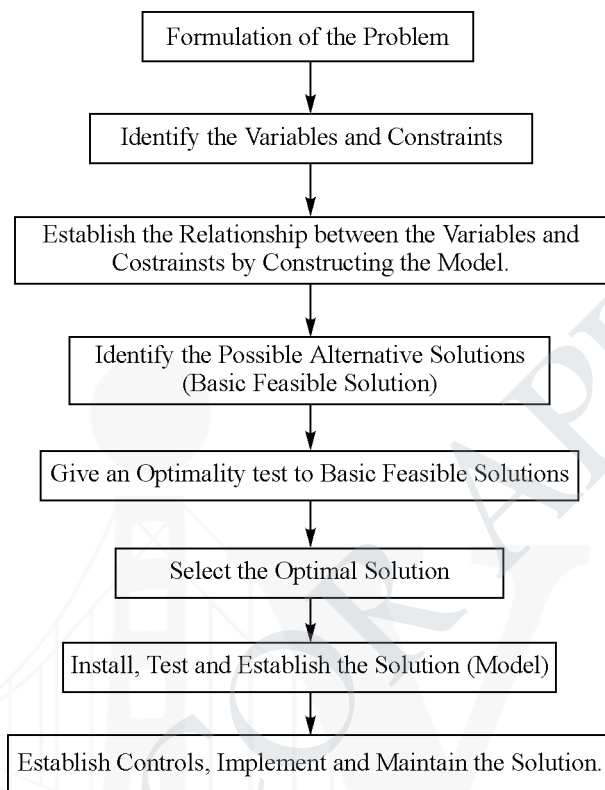 Formulation of the Problem
Identify the Variables and Constraints
Establish the Relationship between the Variables and
Costrainsts by Constructing the Model.
Identify the Possible Alternative Solutions
(Basic Feasible Solution)
Give an Optimality test to Basic Feasible Solutions
Select the Optimal Solution
Install, Test and Establish the Solution (Model)
Establish Controls, Implement and Maintain the Solution.